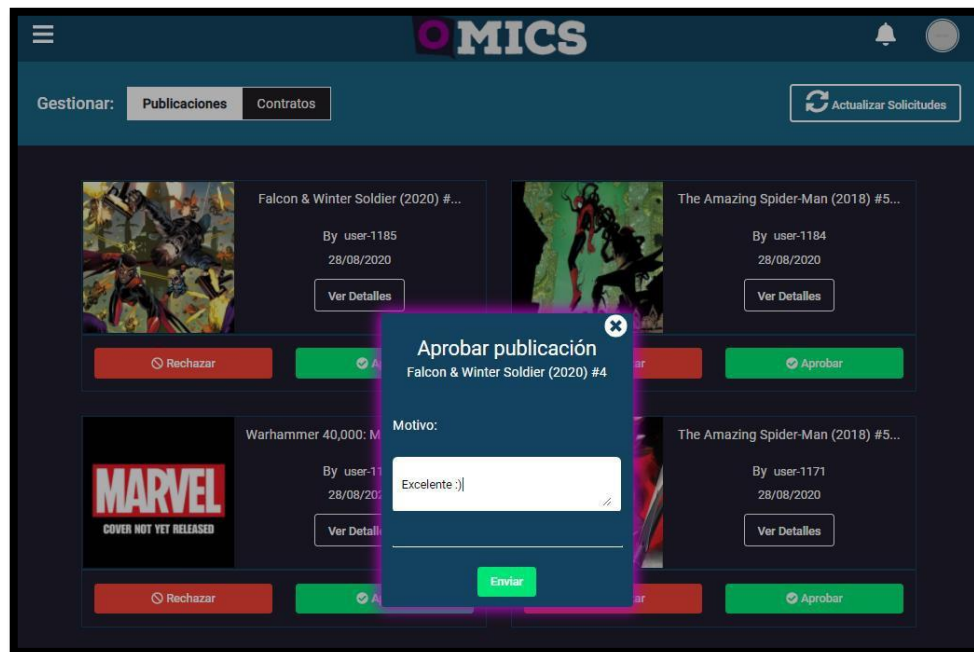 OMICS
Gestionar:
Publicaciones
Contratos
Actualizar Solicitudes
Falcon & Winter Soldier (2020) #...
By user-1185
28/08/2020
Ver Detalles
Rechazar
The Amazing Spider-Man (2018) #5...
By user-1184
28/08/2020
Ver Detalles
Aprobar
Aprobar publicación
Falcon & Winter Soldier (2020) #4
Motivo:
Excelente :)
Enviar
Warhammer 40,000: M
By user-11
28/08/202
Ver Detall
MARVEL
COVER NOT YET RELEASED
Rechazar
The Amazing Spider-Man (2018) #5...
By user-1171
28/08/2020
Ver Detalles
Aprobar